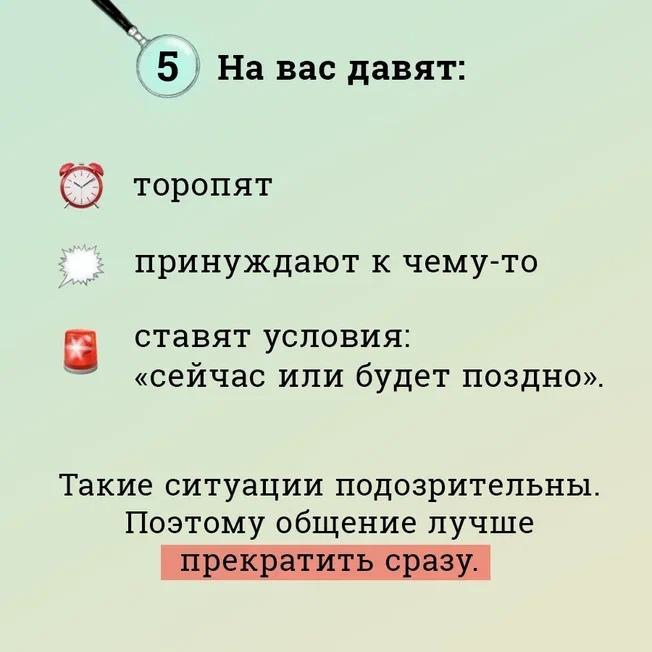 5 На вас давят:
торопят
принуждают к чему-то
ставят условия:
«сейчас или будет поздно».
Такие ситуации подозрительны.
Поэтому общение лучше
прекратить сразу.